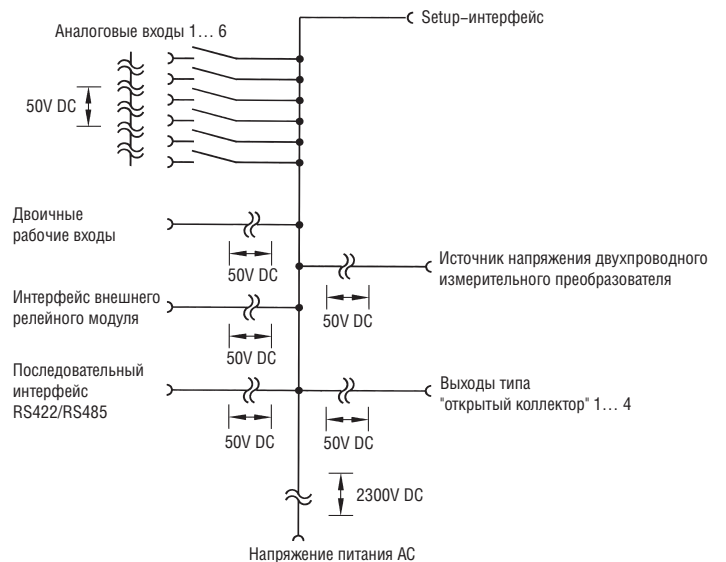 Setup–интерфейс
Аналоговые входы 1… 6
50V DC
Двоичные
рабочие входы
50V DC
Источник напряжения двухпроводного
измерительного преобразователя
50V DC
Интерфейс внешнего
релейного модуля
50V DC
Последовательный
интерфейс
RS422/RS485
50V DC
Выходы типа
"открытый коллектор" 1… 4
50V DC
2300V DC
Напряжение питания AC